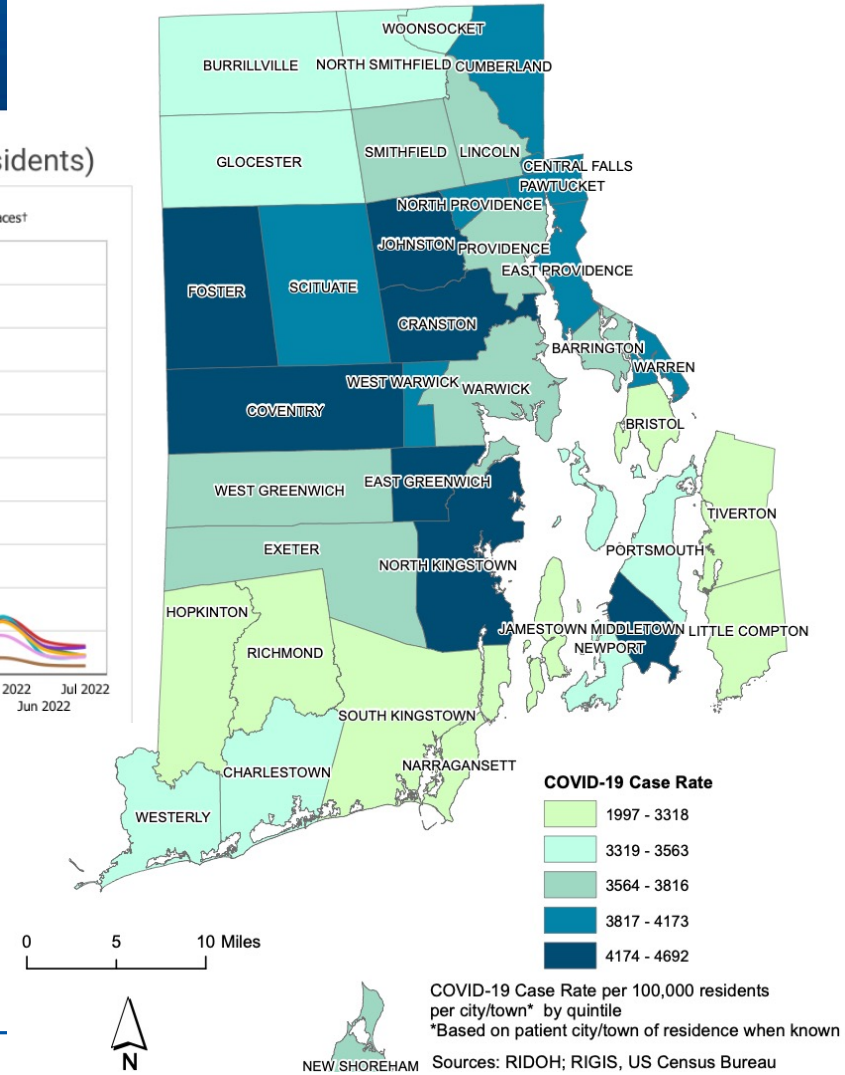 sidents)
ces†
2022
Jul 2022
Jun 2022
WOONSOCKET
BURRILLVILLE
NORTH SMITHFIELD
CUMBERLAND
GLOCESTER
SMITHFIELD
LINCOLN
CENTRAL FALLS
PAWTUCKET
NORTH PROVIDENCE
JOHNSTON
PROVIDENCE
EAST PROVIDENCE
FOSTER
SCITUATE
CRANSTON
BARRINGTON
WARREN
WEST WARWICK
WARWICK
COVENTRY
BRISTOL
WEST GREENWICH
EAST GREENWICH
TIVERTON
EXETER
PORTSMOUTH
NORTH KINGSTOWN
HOPKINTON
JAMESTOWN
MIDDLETOWN
LITTLE COMPTON
NEWPORT
RICHMOND
SOUTH KINGSTOWN
NARRAGANSETT
CHARLESTOWN
WESTERLY
COVID-19 Case Rate
1997 - 3318
3319 - 3563
3564 - 3816
3817 - 4173
4174 - 4692
0 5 10 Miles
N
NEW SHOREHAM
COVID-19 Case Rate per 100,000 residents
per city/town* by quintile
*Based on patient city/town of residence when known
Sources: RIDOH; RIGIS, US Census Bureau